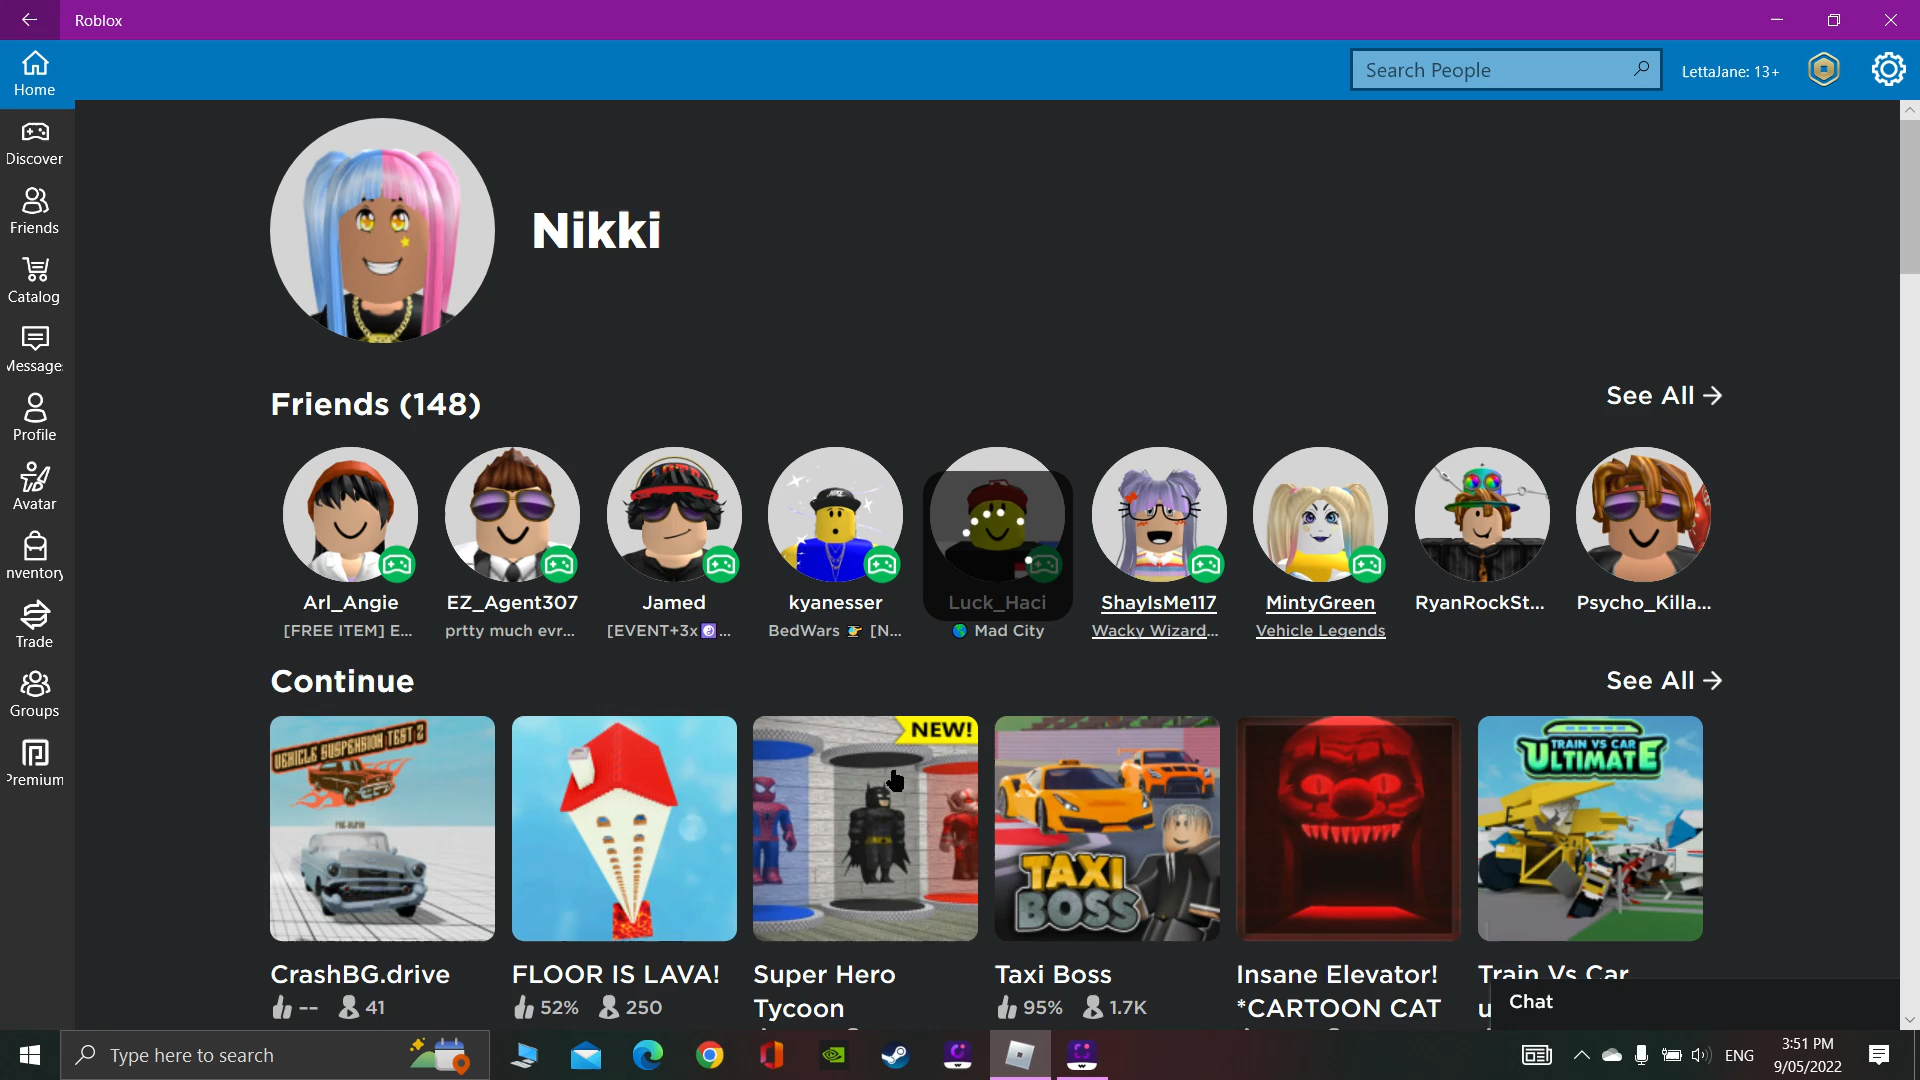 Roblox
Home
Search People
LettaJane: 13+
Discover
Friends
Catalog
Message
Profile
Avatar
nventory
Trade
Groups
Premium
Nikki
Friends (148)
See All
Arl_Angie
EZ_Agent307
Jamed
kyanesser
Luck_Haci
ShayIsMe117
MintyGreen
RyanRockSt...
Psycho_Killa...
[FREE ITEM] E...
prtty much evr...
[EVENT+3x ...
BedWars [N...
Mad City
Wacky Wizard...
Vehicle Legends
Continue
See All
VEHICLE SUSPENSION TEST 2
PRE-ALPHA
NEW!
TAXI
BOSS
TRAIN VS CAR
ULTIMATE
CrashBG.drive
-- 41
FLOOR IS LAVA!
52% 250
Super Hero
Tycoon
Taxi Boss
95% 1.7K
Insane Elevator!
*CARTOON CAT
Train Vs Car
Chat
Type here to search
ENG
3:51 PM
9/05/2022